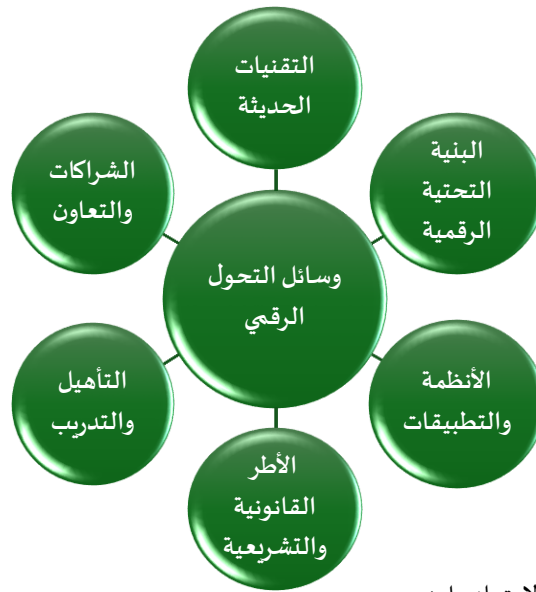 التقنيات
الحديثة
البنية
التحتية
الرقمية
الأنظمة
والتطبيقات
الأطر
القانونية
والتشريعية
التأهيل
والتدريب
الشراكات
والتعاون
وسائل التحول
الرقمي